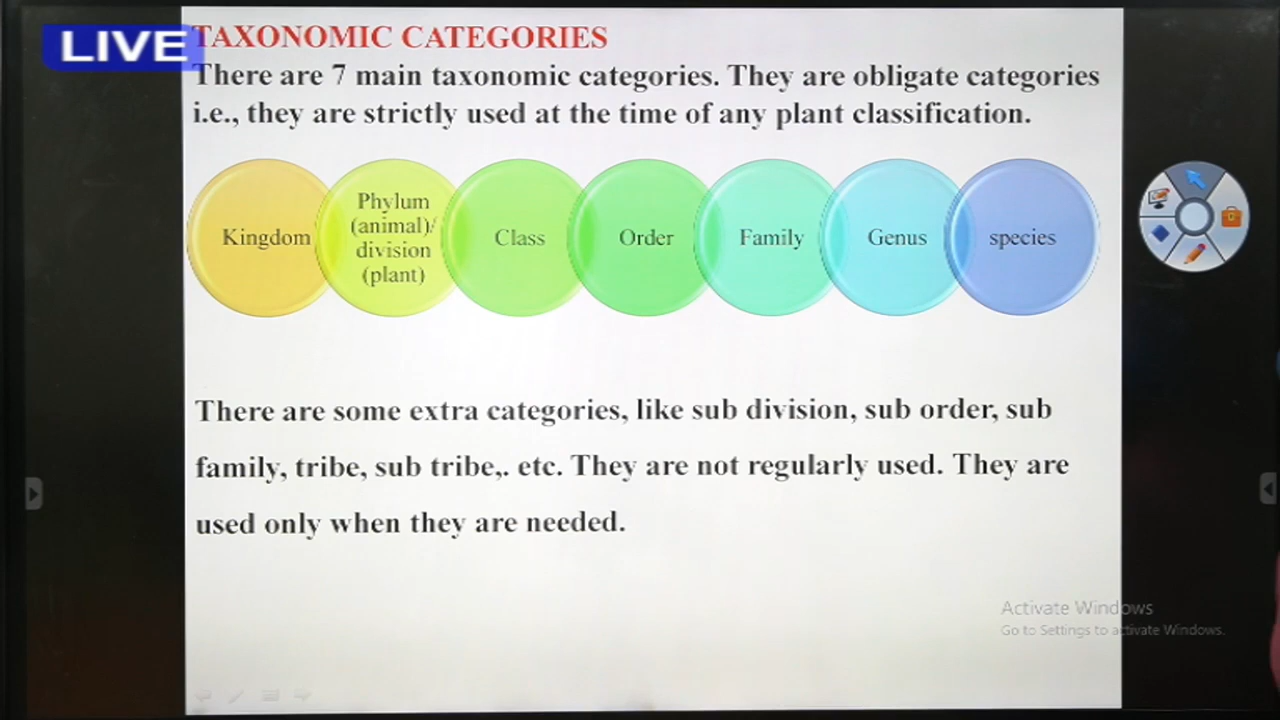 LIVE
TAXONOMIC CATEGORIES
There are 7 main taxonomic categories. They are obligate categories
i.e., they are strictly used at the time of any plant classification.
Kingdom
Phylum
(animal)/
division
(plant)
Class
Order
Family
Genus
species
There are some extra categories, like sub division, sub order, sub
family, tribe, sub tribe,. etc. They are not regularly used. They are
used only when they are needed.
Activate Windows
Go to Settings to activate Windows.